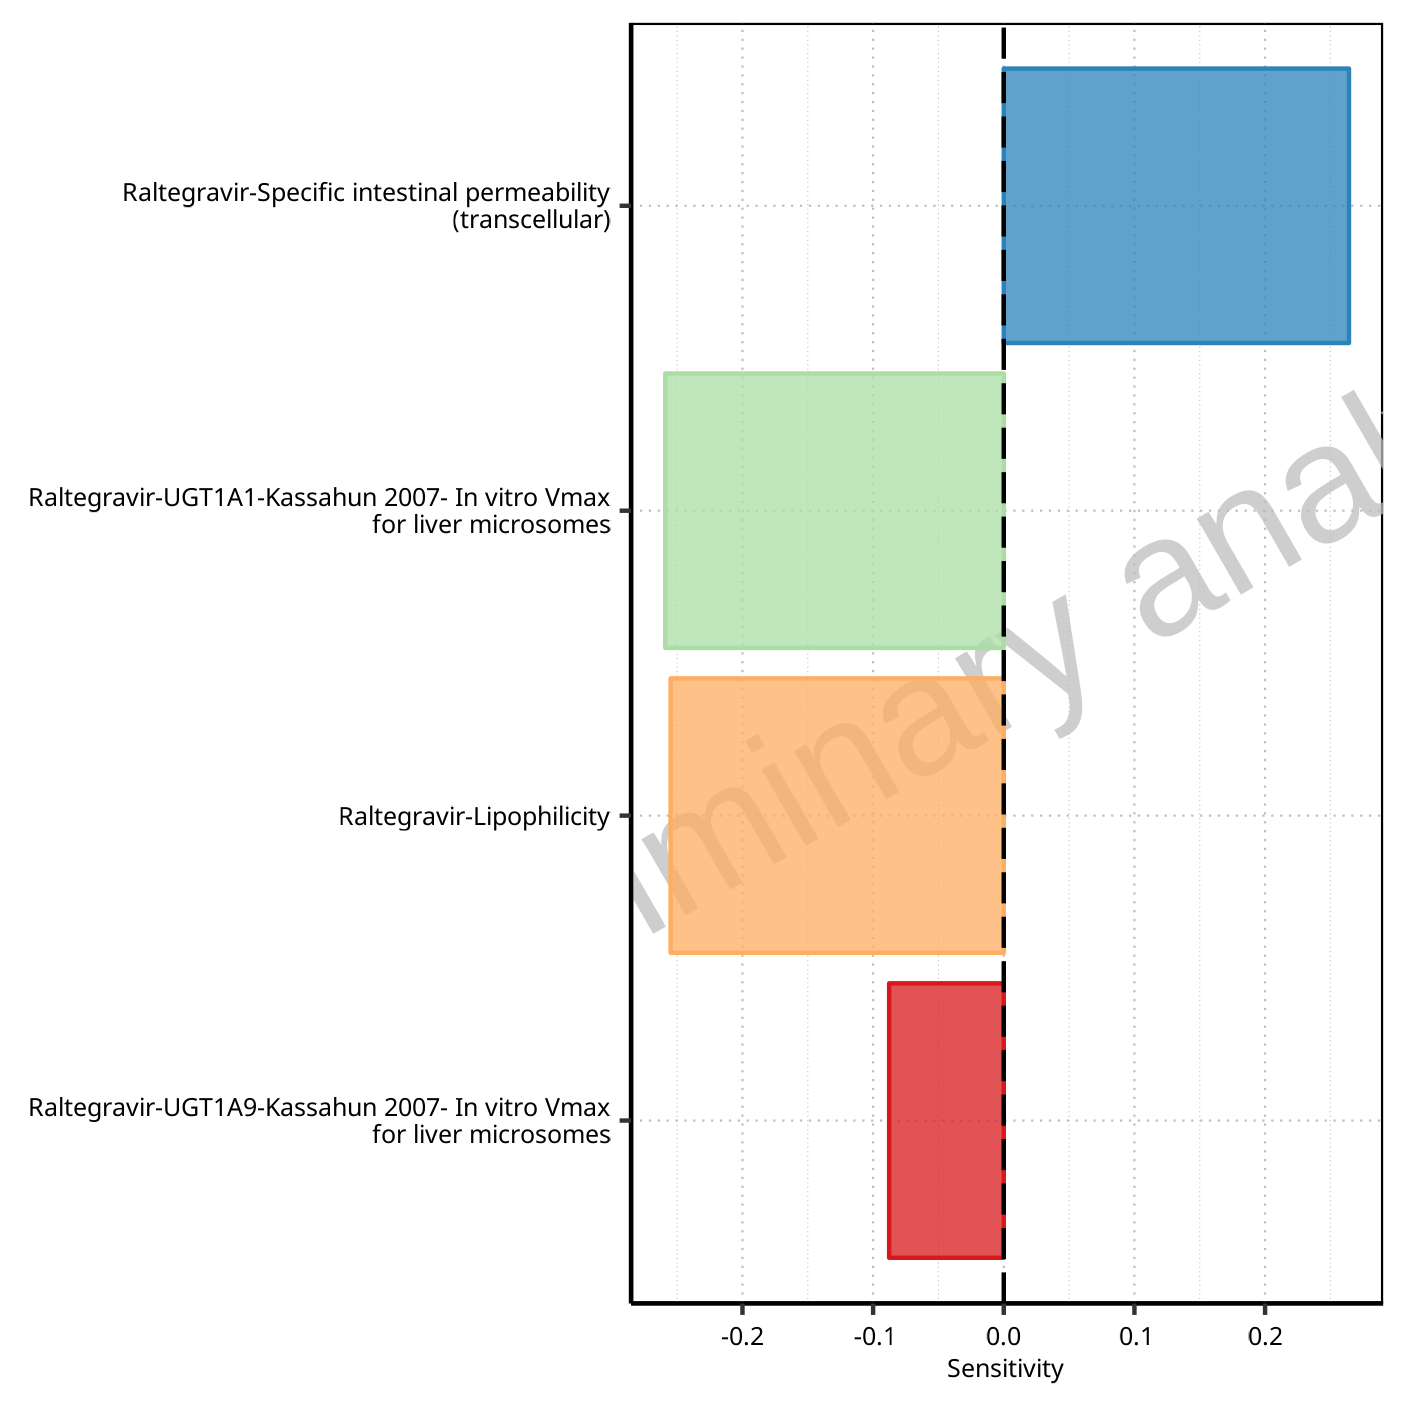 Raltegravir-Specific intestinal permeability
(transcellular)
Raltegravir-UGT1A1-Kassahun 2007- In vitro Vmax
for liver microsomes
Raltegravir-Lipophilicity
Raltegravir-UGT1A9-Kassahun 2007- In vitro Vmax
for liver microsomes
minary anal
-0.2 -0.1 0.0 0.1 0.2
Sensitivity